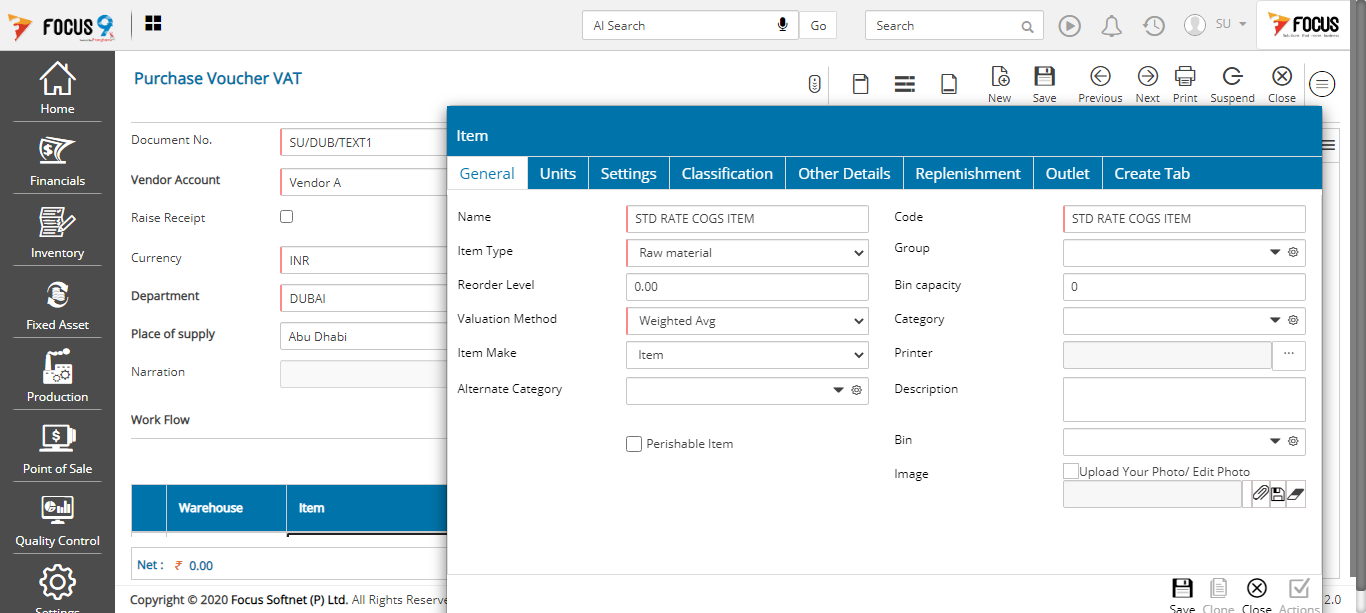 FOCUS 9
AI Search
Go
Search
SU
FOCUS
Home
Financials
Inventory
Fixed Asset
Production
Point of Sale
Quality Control
Settings
Purchase Voucher VAT
New
Save
Previous
Next
Print
Suspend
Close
Document No.
SU/DUB/TEXT1
Vendor Account
Vendor A
Raise Receipt
Currency
INR
Department
DUBAI
Place of supply
Abu Dhabi
Narration
Work Flow
Warehouse
Item
Net : ₹ 0.00
Copyright © 2020 Focus Softnet (P) Ltd. All Rights Reserve
2.0
Item
General
Units
Settings
Classification
Other Details
Replenishment
Outlet
Create Tab
Name
STD RATE COGS ITEM
Code
STD RATE COGS ITEM
Item Type
Raw material
Group
Reorder Level
0.00
Bin capacity
0
Valuation Method
Weighted Avg
Category
Item Make
Item
Printer
...
Alternate Category
Description
Perishable Item
Bin
Image
Upload Your Photo/ Edit Photo
Save
Clone
Close
Actions